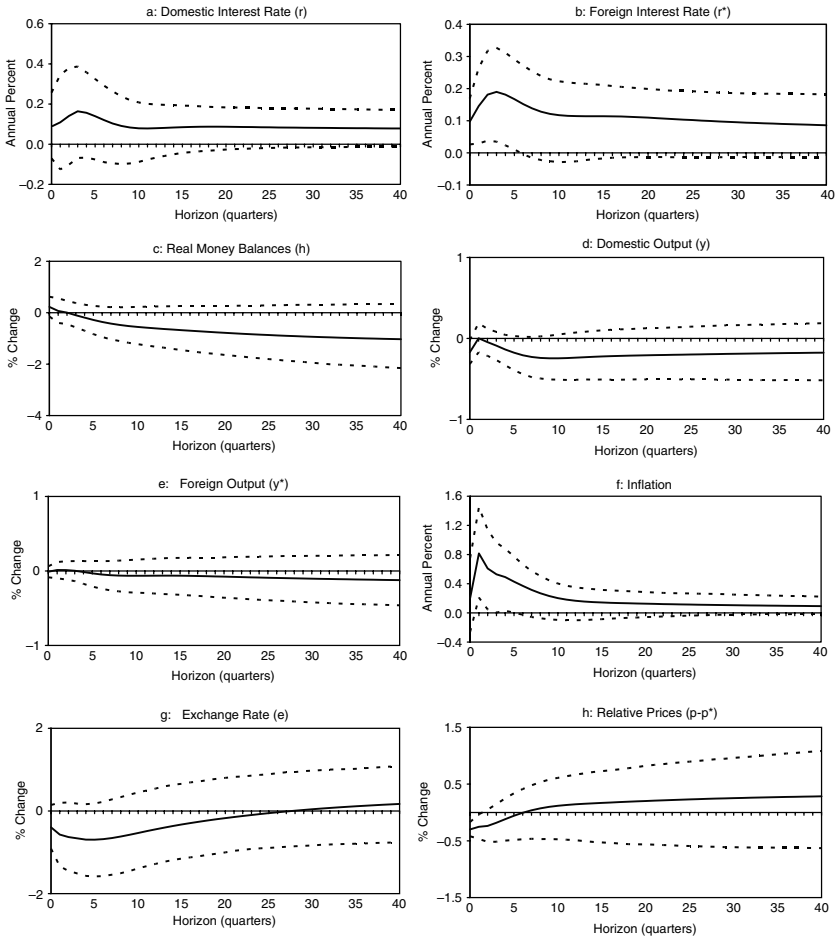 a: Domestic Interest Rate (r)
0.6
0.4
0.2
0.0
–0.2
Annual Percent
0 5 10 15 20 25 30 35 40
Horizon (quarters)
b: Foreign Interest Rate (r*)
0.4
0.3
0.2
0.1
0.0
–0.1
Annual Percent
0 5 10 15 20 25 30 35 40
Horizon (quarters)
c: Real Money Balances (h)
2
0
–2
–4
% Change
0 5 10 15 20 25 30 35 40
Horizon (quarters)
d: Domestic Output (y)
1
0
–1
% Change
0 5 10 15 20 25 30 35 40
Horizon (quarters)
e: Foreign Output (y*)
1
0
–1
% Change
0 5 10 15 20 25 30 35 40
Horizon (quarters)
f: Inflation
1.6
1.2
0.8
0.4
0.0
–0.4
Annual Percent
0 5 10 15 20 25 30 35 40
Horizon (quarters)
g: Exchange Rate (e)
2
0
–2
% Change
0 5 10 15 20 25 30 35 40
Horizon (quarters)
h: Relative Prices (p-p*)
1.5
0.5
–0.5
–1.5
% Change
0 5 10 15 20 25 30 35 40
Horizon (quarters)